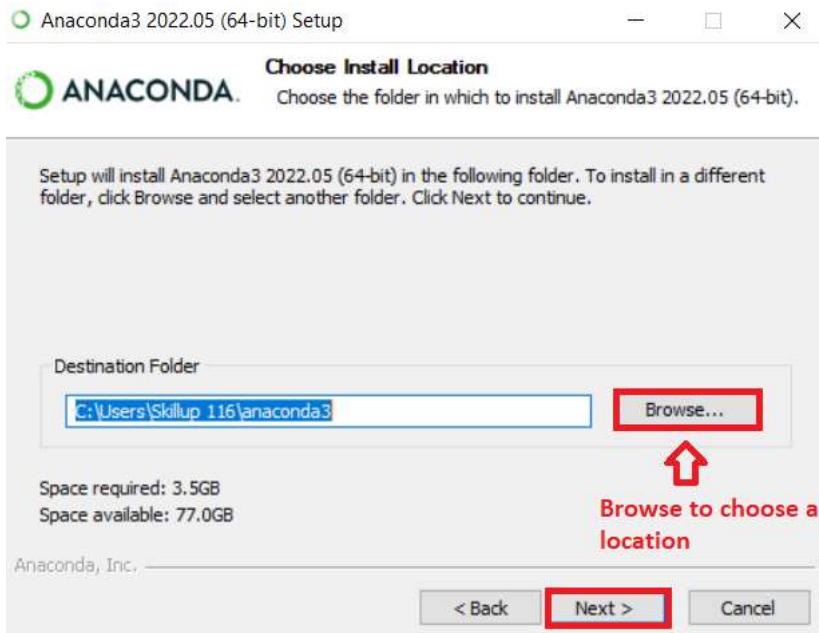 Anaconda3 2022.05 (64-bit) Setup
ANACONDA.
Choose Install Location
Choose the folder in which to install Anaconda3 2022.05 (64-bit).
Setup will install Anaconda3 2022.05 (64-bit) in the following folder. To install in a different
folder, click Browse and select another folder. Click Next to continue.
Destination Folder
C:\Users\Skillup 116\anaconda3
Browse...
Space required: 3.5GB
Space available: 77.0GB
Browse to choose a
location
Anaconda, Inc.
< Back
Next >
Cancel